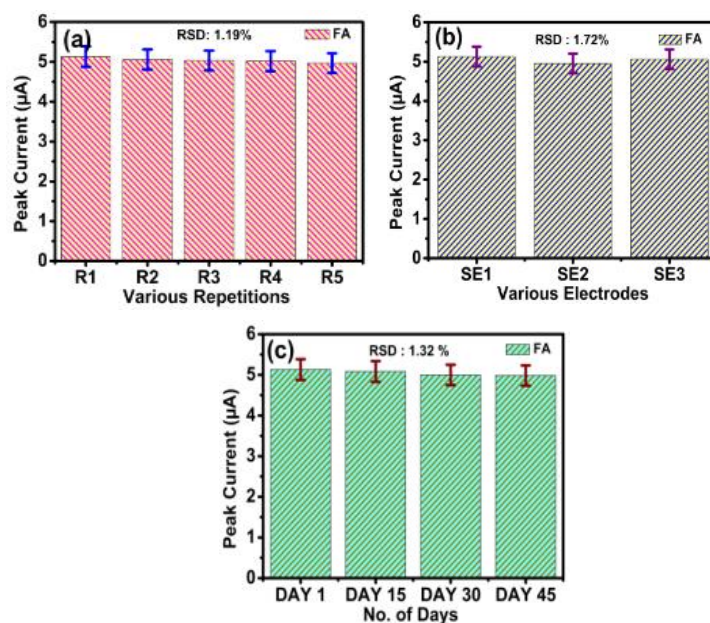 (a)
RSD: 1.19%
FA
Peak Current (µA)
6
5
4
3
2
1
0
R1 R2 R3 R4 R5
Various Repetitions
(b)
RSD : 1.72%
FA
Peak Current (µA)
6
5
4
3
2
1
0
SE1 SE2 SE3
Various Electrodes
(c)
RSD : 1.32 %
FA
Peak Current (µA)
6
5
4
3
2
1
0
DAY 1 DAY 15 DAY 30 DAY 45
No. of Days